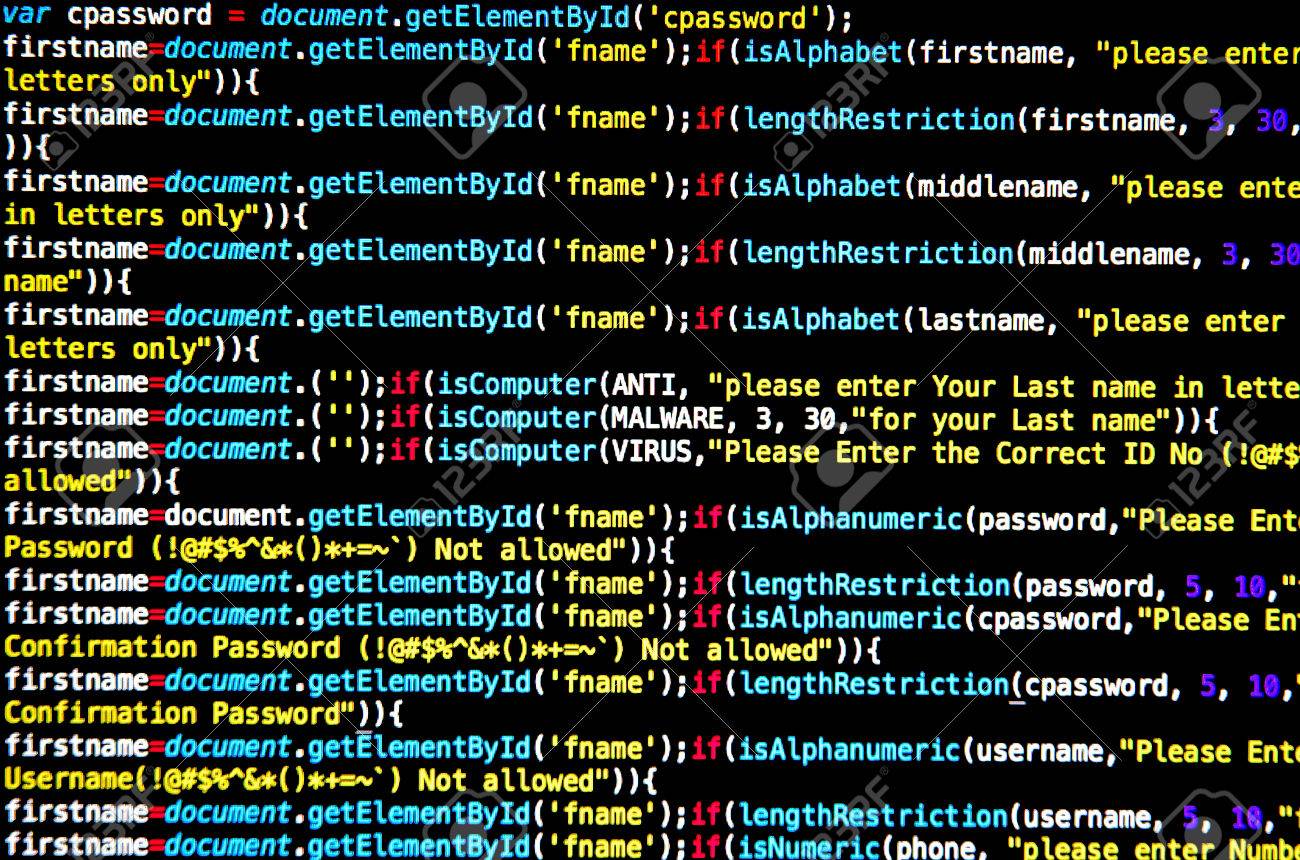 var cpassword = document.getElementById('cpassword');
firstname=document.getElementById('fname');if(isAlphabet(firstname, "please enter
letters only")){
firstname=document.getElementById('fname');if(lengthRestriction(firstname, 3, 30,
)){
firstname=document.getElementById('fname');if(isAlphabet(middlename, "please ente
in letters only")){
firstname=document.getElementById('fname');if(lengthRestriction(middlename, 3, 30
name")){
firstname=document.getElementById('fname');if(isAlphabet(lastname, "please enter
letters only")){
firstname=document.('');if(isComputer(ANTI, "please enter Your Last name in lette
firstname=document.('');if(isComputer(MALWARE, 3, 30,"for your Last name")){
firstname=document.('');if(isComputer(VIRUS,"Please Enter the Correct ID No (!@#$%
allowed")){
firstname=document.getElementById('fname');if(isAlphanumeric(password,"Please Ent
Password (!@#$%^&*()*+=~`) Not allowed")){
firstname=document.getElementById('fname');if(lengthRestriction(password, 5, 10,"
firstname=document.getElementById('fname');if(isAlphanumeric(cpassword,"Please En
Confirmation Password (!@#$%^&*()*+=~`) Not allowed")){
firstname=document.getElementById('fname');if(lengthRestriction(cpassword, 5, 10,"
Confirmation Password")){
firstname=document.getElementById('fname');if(isAlphanumeric(username,"Please Ente
Username(!@#$%^&*()*+=~`) Not allowed")){
firstname=document.getElementById('fname');if(lengthRestriction(username, 5, 10,"
firstname=document.getElementById('fname');if(isNumeric(phone, "please enter Numbe
123RF
123RF
123RF
123RF
123RF
123RF